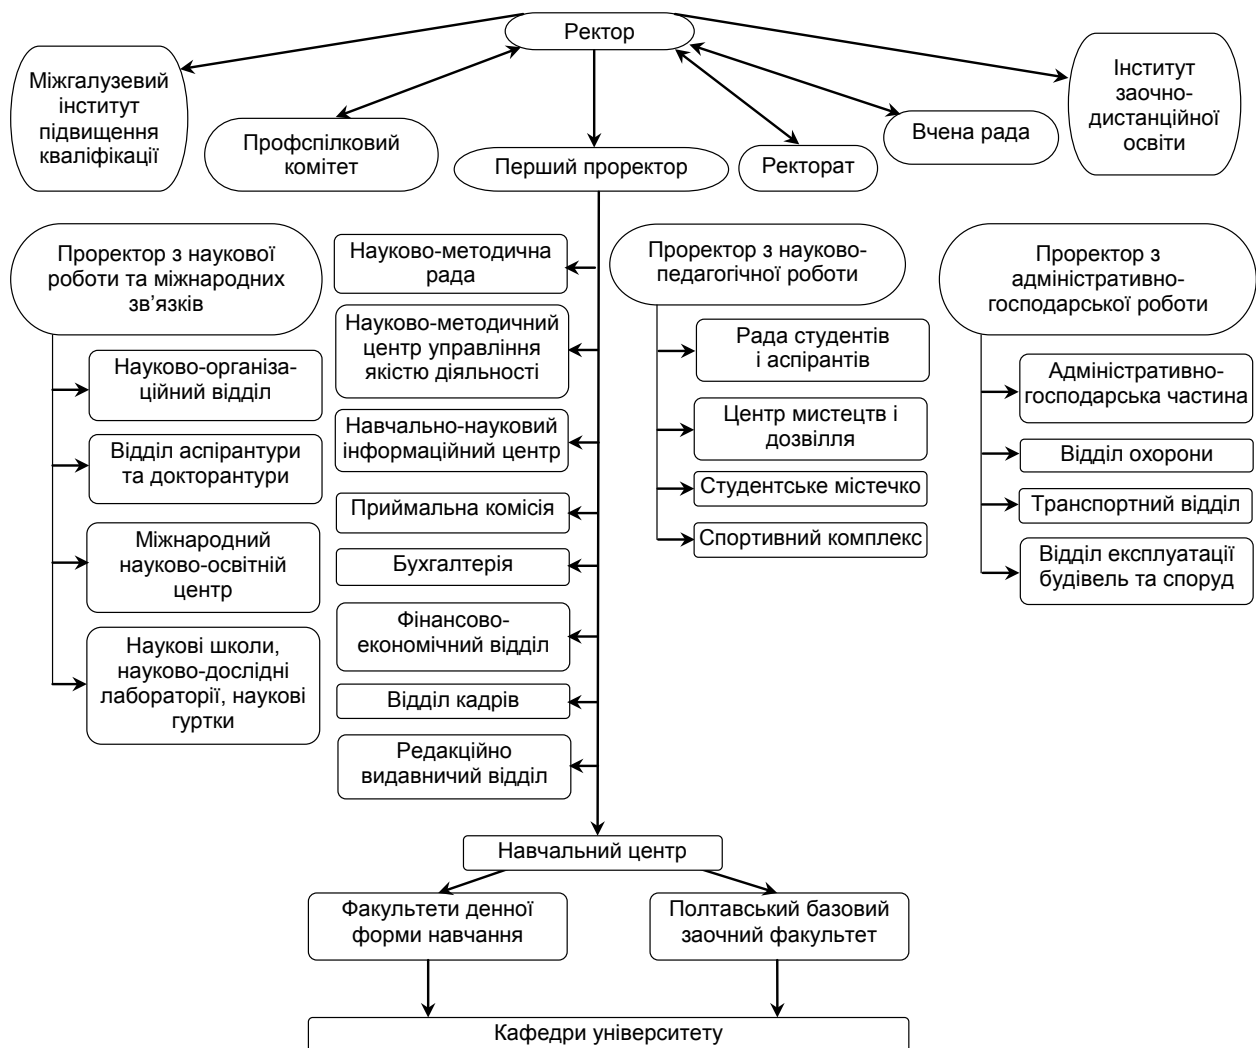 Ректор
Міжгалузевий
інститут
підвищення
кваліфікації
Профспілковий
комітет
Перший проректор
Ректорат
Вчена рада
Інститут
заочно-
дистанційної
освіти
Проректор з наукової
роботи та міжнародних
зв’язків
Науково-організа-
ційний відділ
Відділ аспірантури
та докторантури
Міжнародний
науково-освітній
центр
Наукові школи,
науково-дослідні
лабораторії, наукові
гуртки
Науково-методична
рада
Науково-методичний
центр управління
якістю діяльності
Навчально-науковий
інформаційний центр
Приймальна комісія
Бухгалтерія
Фінансово-
економічний відділ
Відділ кадрів
Редакційно
видавничий відділ
Проректор з науково-
педагогічної роботи
Рада студентів
і аспірантів
Центр мистецтв і
дозвілля
Студентське містечко
Спортивний комплекс
Проректор з
адміністративно-
господарської роботи
Адміністративно-
господарська частина
Відділ охорони
Транспортний відділ
Відділ експлуатації
будівель та споруд
Навчальний центр
Факультети денної
форми навчання
Полтавський базовий
заочний факультет
Кафедри університету